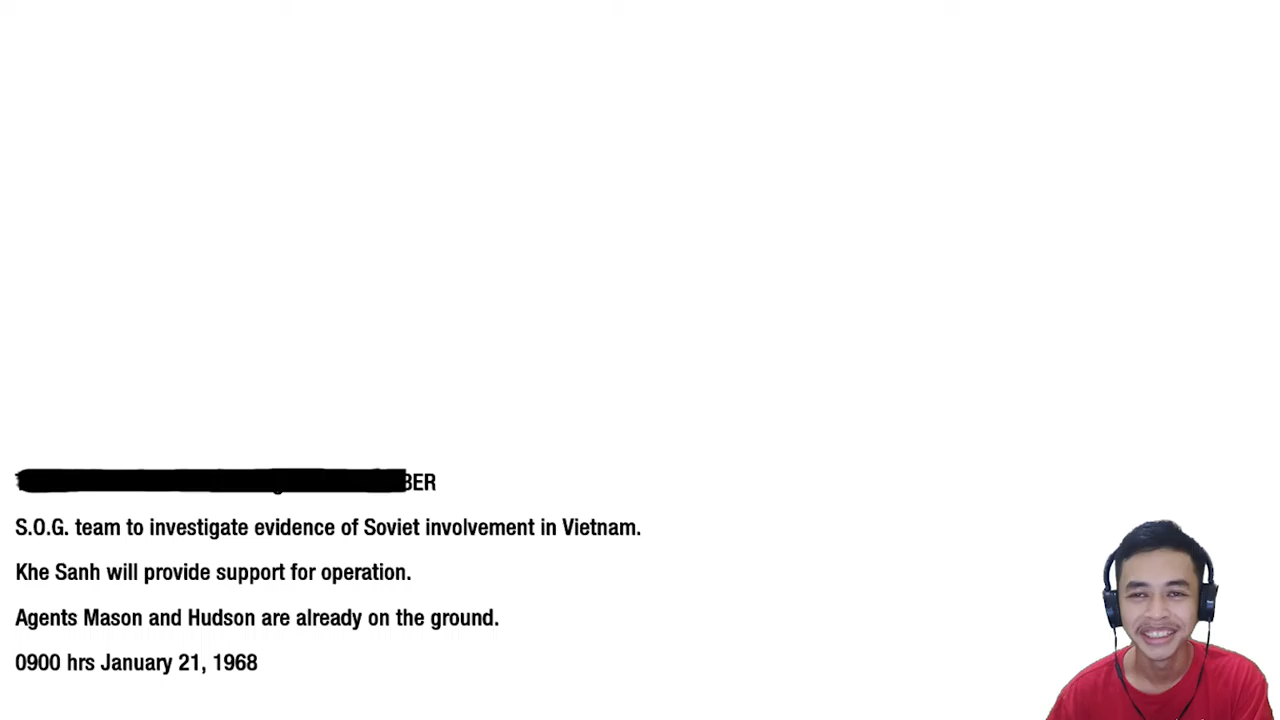 BER
S.O.G. team to investigate evidence of Soviet involvement in Vietnam.
Khe Sanh will provide support for operation.
Agents Mason and Hudson are already on the ground.
0900 hrs January 21, 1968